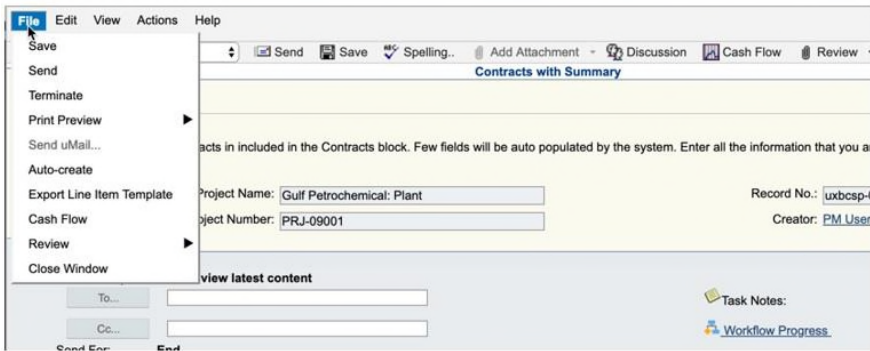 File Edit View Actions Help
Send Save Spelling.. Add Attachment Discussion Cash Flow Review
Contracts with Summary
Save
Send
Terminate
Print Preview
Send uMail...
acts in included in the Contracts block. Few fields will be auto populated by the system. Enter all the information that you
Auto-create
Export Line Item Template
Project Name: Gulf Petrochemical: Plant Record No.: uxbcsp-
Cash Flow
oject Number: PRJ-09001 Creator: PM User
Review
Close Window
view latest content
To...
Task Notes:
Cc...
Workflow Progress
Send For: End